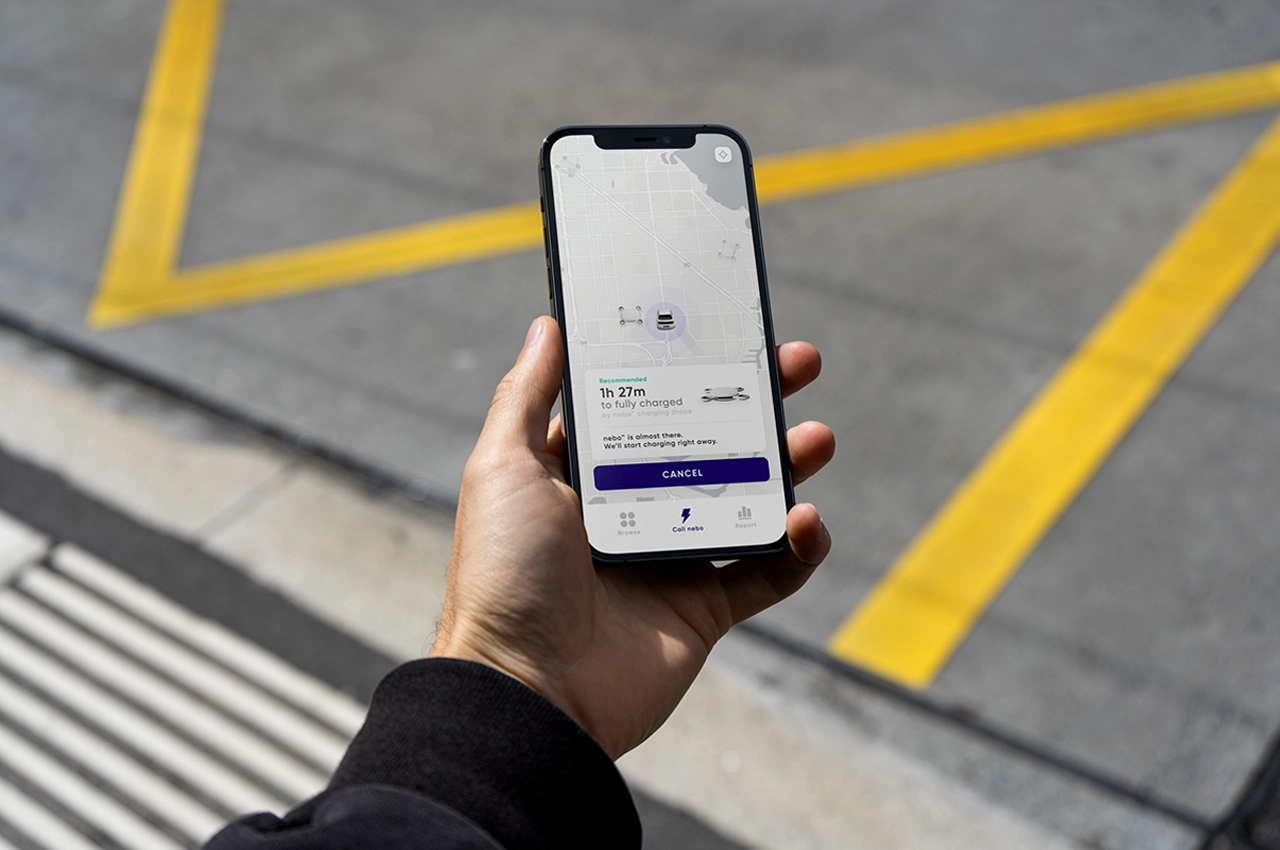 Recommended
1h 27m
to fully charged
by nebo™ charging drone
nebo™ is almost there.
We'll start charging right away.
CANCEL
Browse
Call nebo
Report